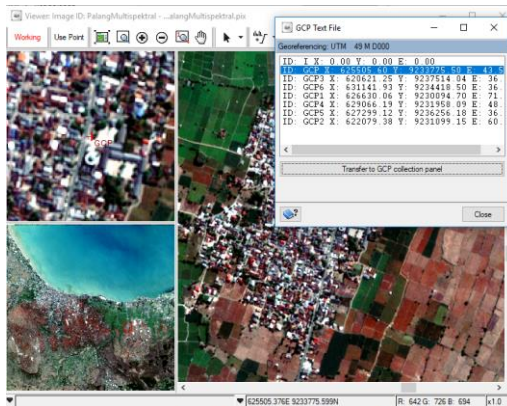 Viewer: Image ID: PalangMultispektral - ...alangMultispektral.pix
Working Use Point
GCP
GCP Text File
Georeferencing: UTM 49 M D000
ID: I X: 0.00 Y: 0.00 E: 0.00
ID: GCP X: 625505.60 Y: 9233775.50 E: 43.5
ID: GCP3 X: 620621.25 Y: 9237514.04 E: 36.
ID: GCP6 X: 631141.93 Y: 9234418.50 E: 36.
ID: GCP1 X: 626630.06 Y: 9230094.70 E: 71.
ID: GCP4 X: 629066.19 Y: 9231958.09 E: 48.
ID: GCP5 X: 627299.12 Y: 9236256.18 E: 36.
ID: GCP2 X: 622079.38 Y: 9231099.15 E: 60.
Transfer to GCP collection panel
Close
625505.376E 9233775.599N
R: 642 G: 726 B: 694
x1.0